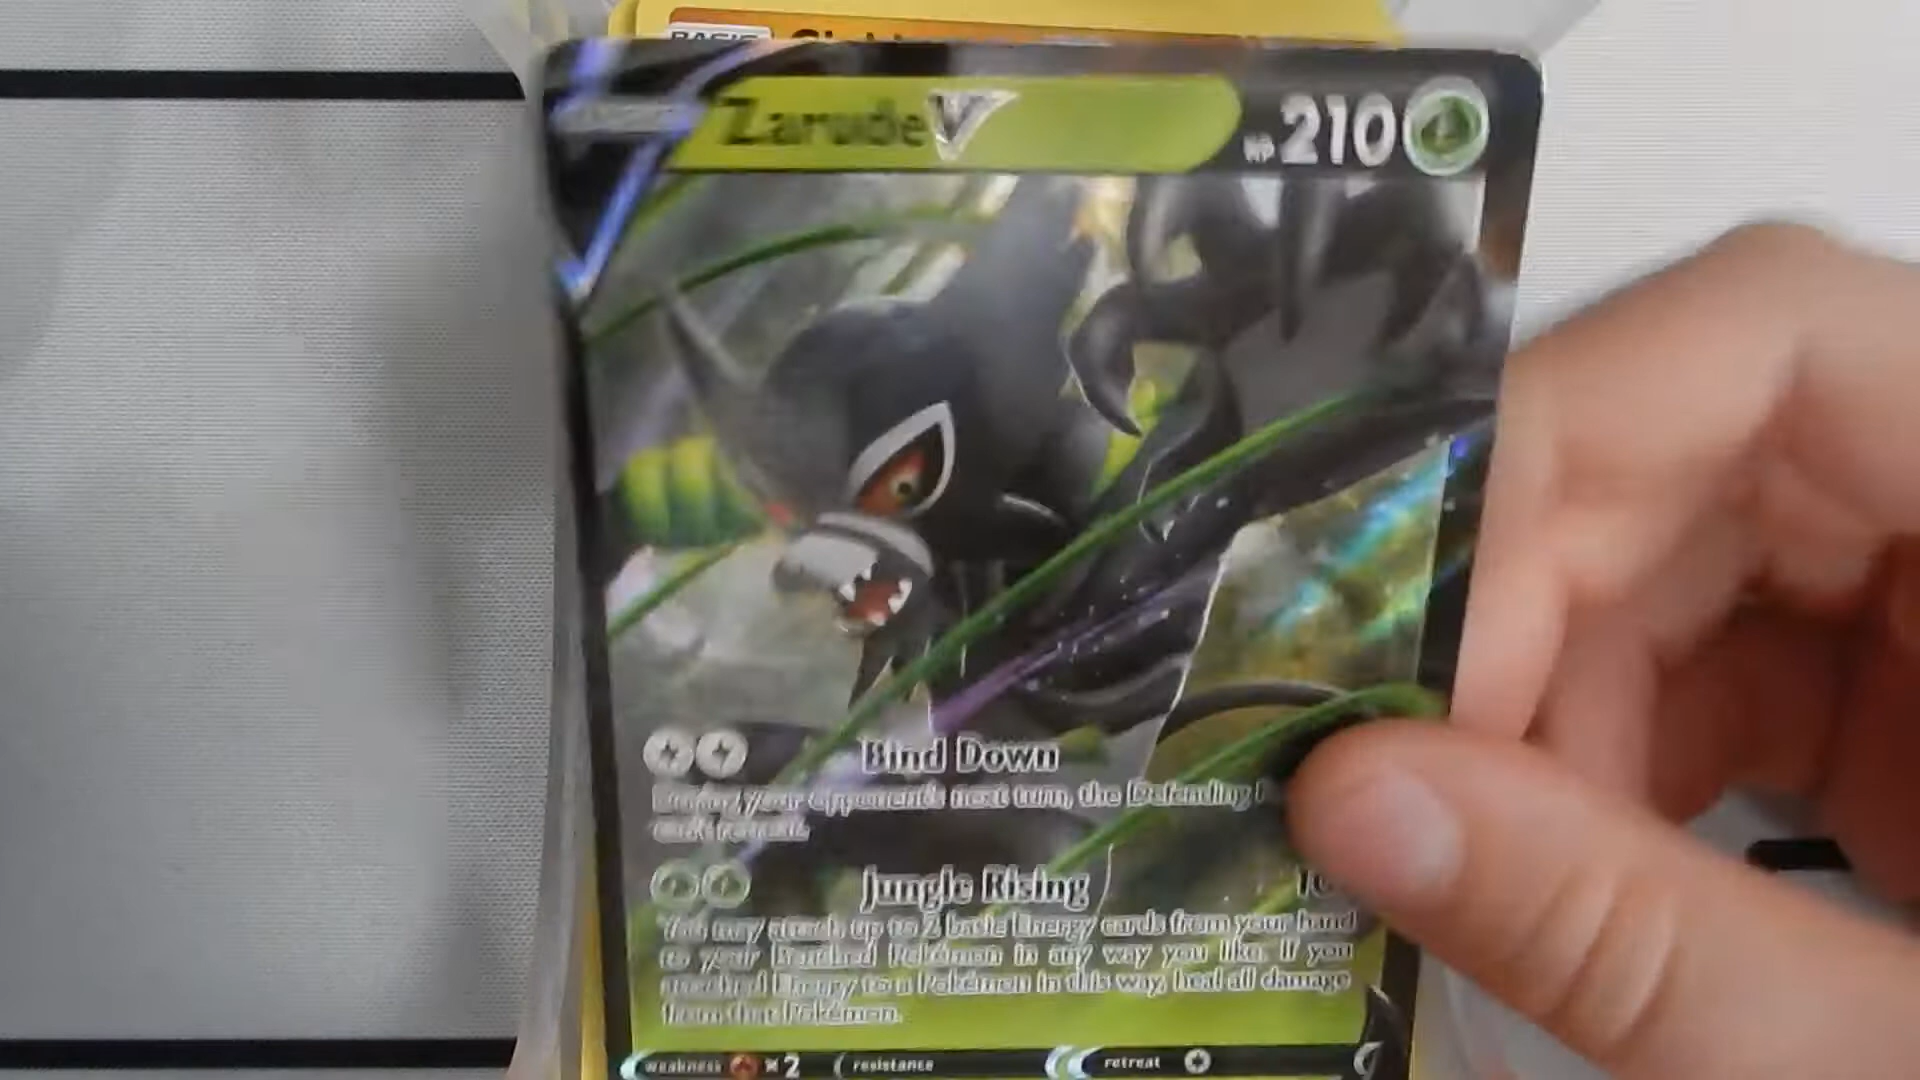 BASIC
Zarude V HP 210
Bind Down
During your opponent's next turn, the Defending
can't retreat.
Jungle Rising
You may attach up to 2 basic Energy cards from your hand
to your Benched Pokémon in any way you like. If you
attached Energy to a Pokémon in this way, heal all damage
from that Pokémon.
weakness ×2 resistance retreat